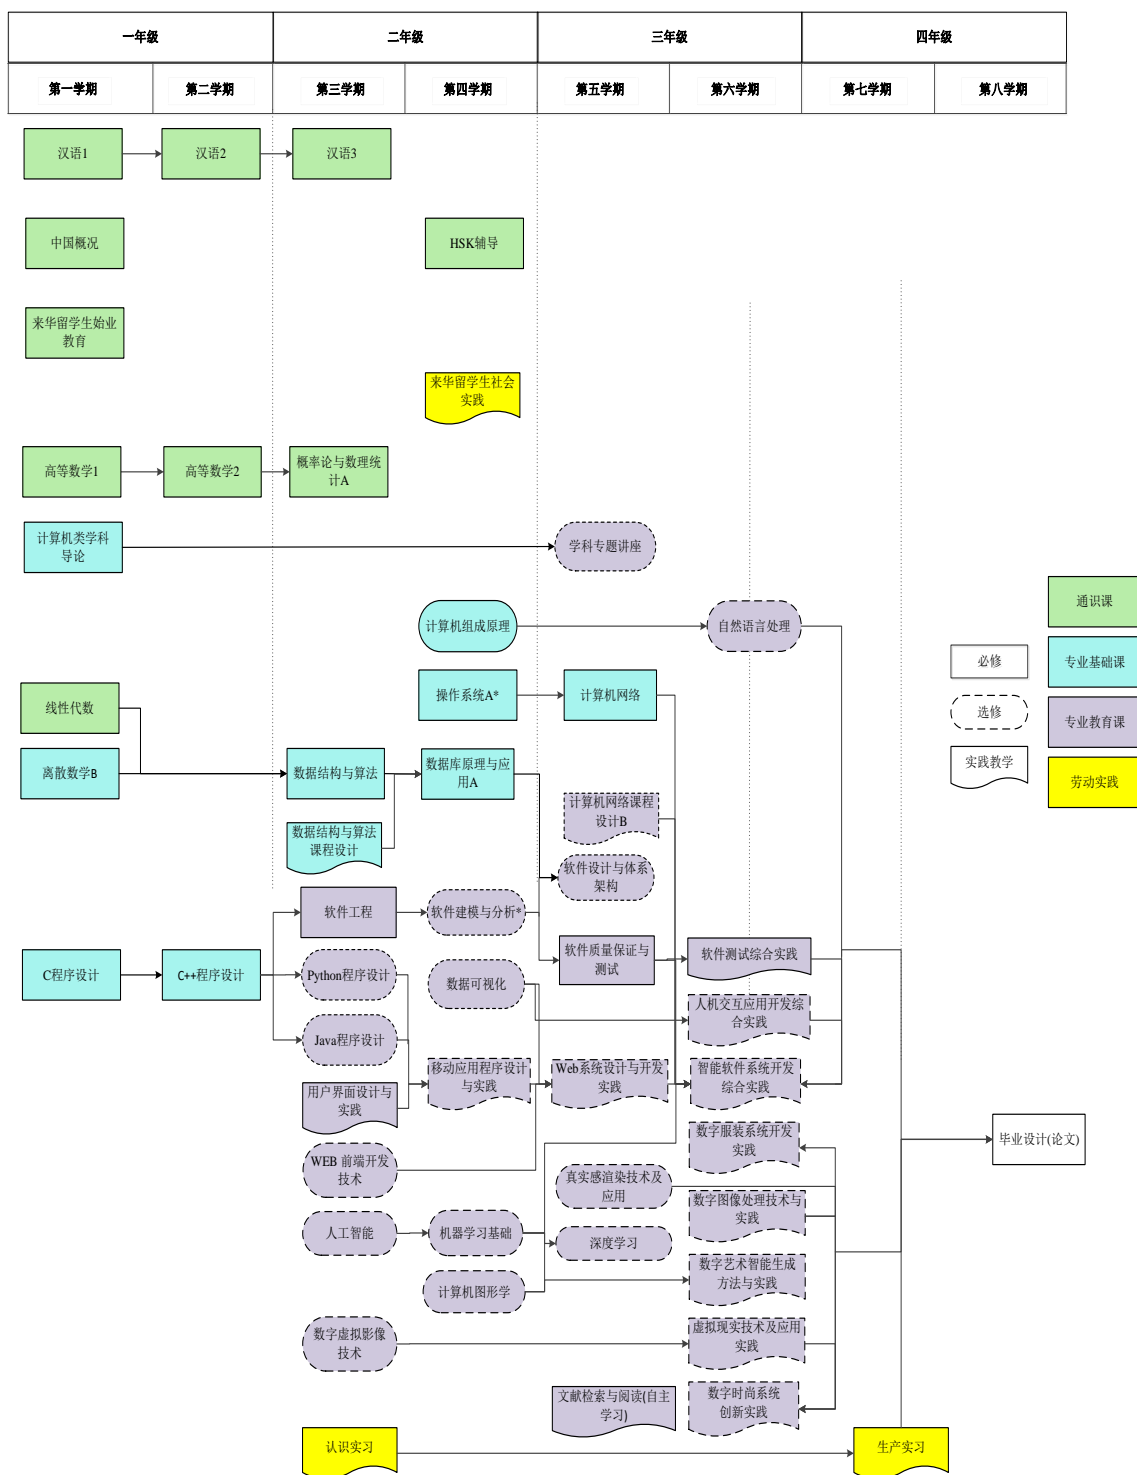 一年级
二年级
三年级
四年级
第一学期
第二学期
第三学期
第四学期
第五学期
第六学期
第七学期
第八学期
汉语1
汉语2
汉语3
中国概况
HSK辅导
来华留学生始业
教育
来华留学生社会
实践
高等数学1
高等数学2
概率论与数理统
计A
计算机类学科
导论
学科专题讲座
计算机组成原理
自然语言处理
操作系统A*
计算机网络
线性代数
离散数学B
数据结构与算法
数据库原理与应
用A
计算机网络课程
设计B
数据结构与算法
课程设计
软件设计与体系
架构
软件工程
软件建模与分析*
软件质量保证与
测试
软件测试综合实践
C程序设计
C++程序设计
Python程序设计
数据可视化
人机交互应用开发综
合实践
Java程序设计
用户界面设计与
实践
移动应用程序设计
与实践
Web系统设计与开发
实践
智能软件系统开发
综合实践
数字服装系统开发
实践
毕业设计(论文)
WEB 前端开发
技术
真实感渲染技术及
应用
数字图像处理技术与
实践
人工智能
机器学习基础
深度学习
计算机图形学
数字艺术智能生成
方法与实践
数字虚拟影像
技术
虚拟现实技术及应用
实践
文献检索与阅读(自主
学习)
数字时尚系统
创新实践
认识实习
生产实习
必修
选修
实践教学
通识课
专业基础课
专业教育课
劳动实践